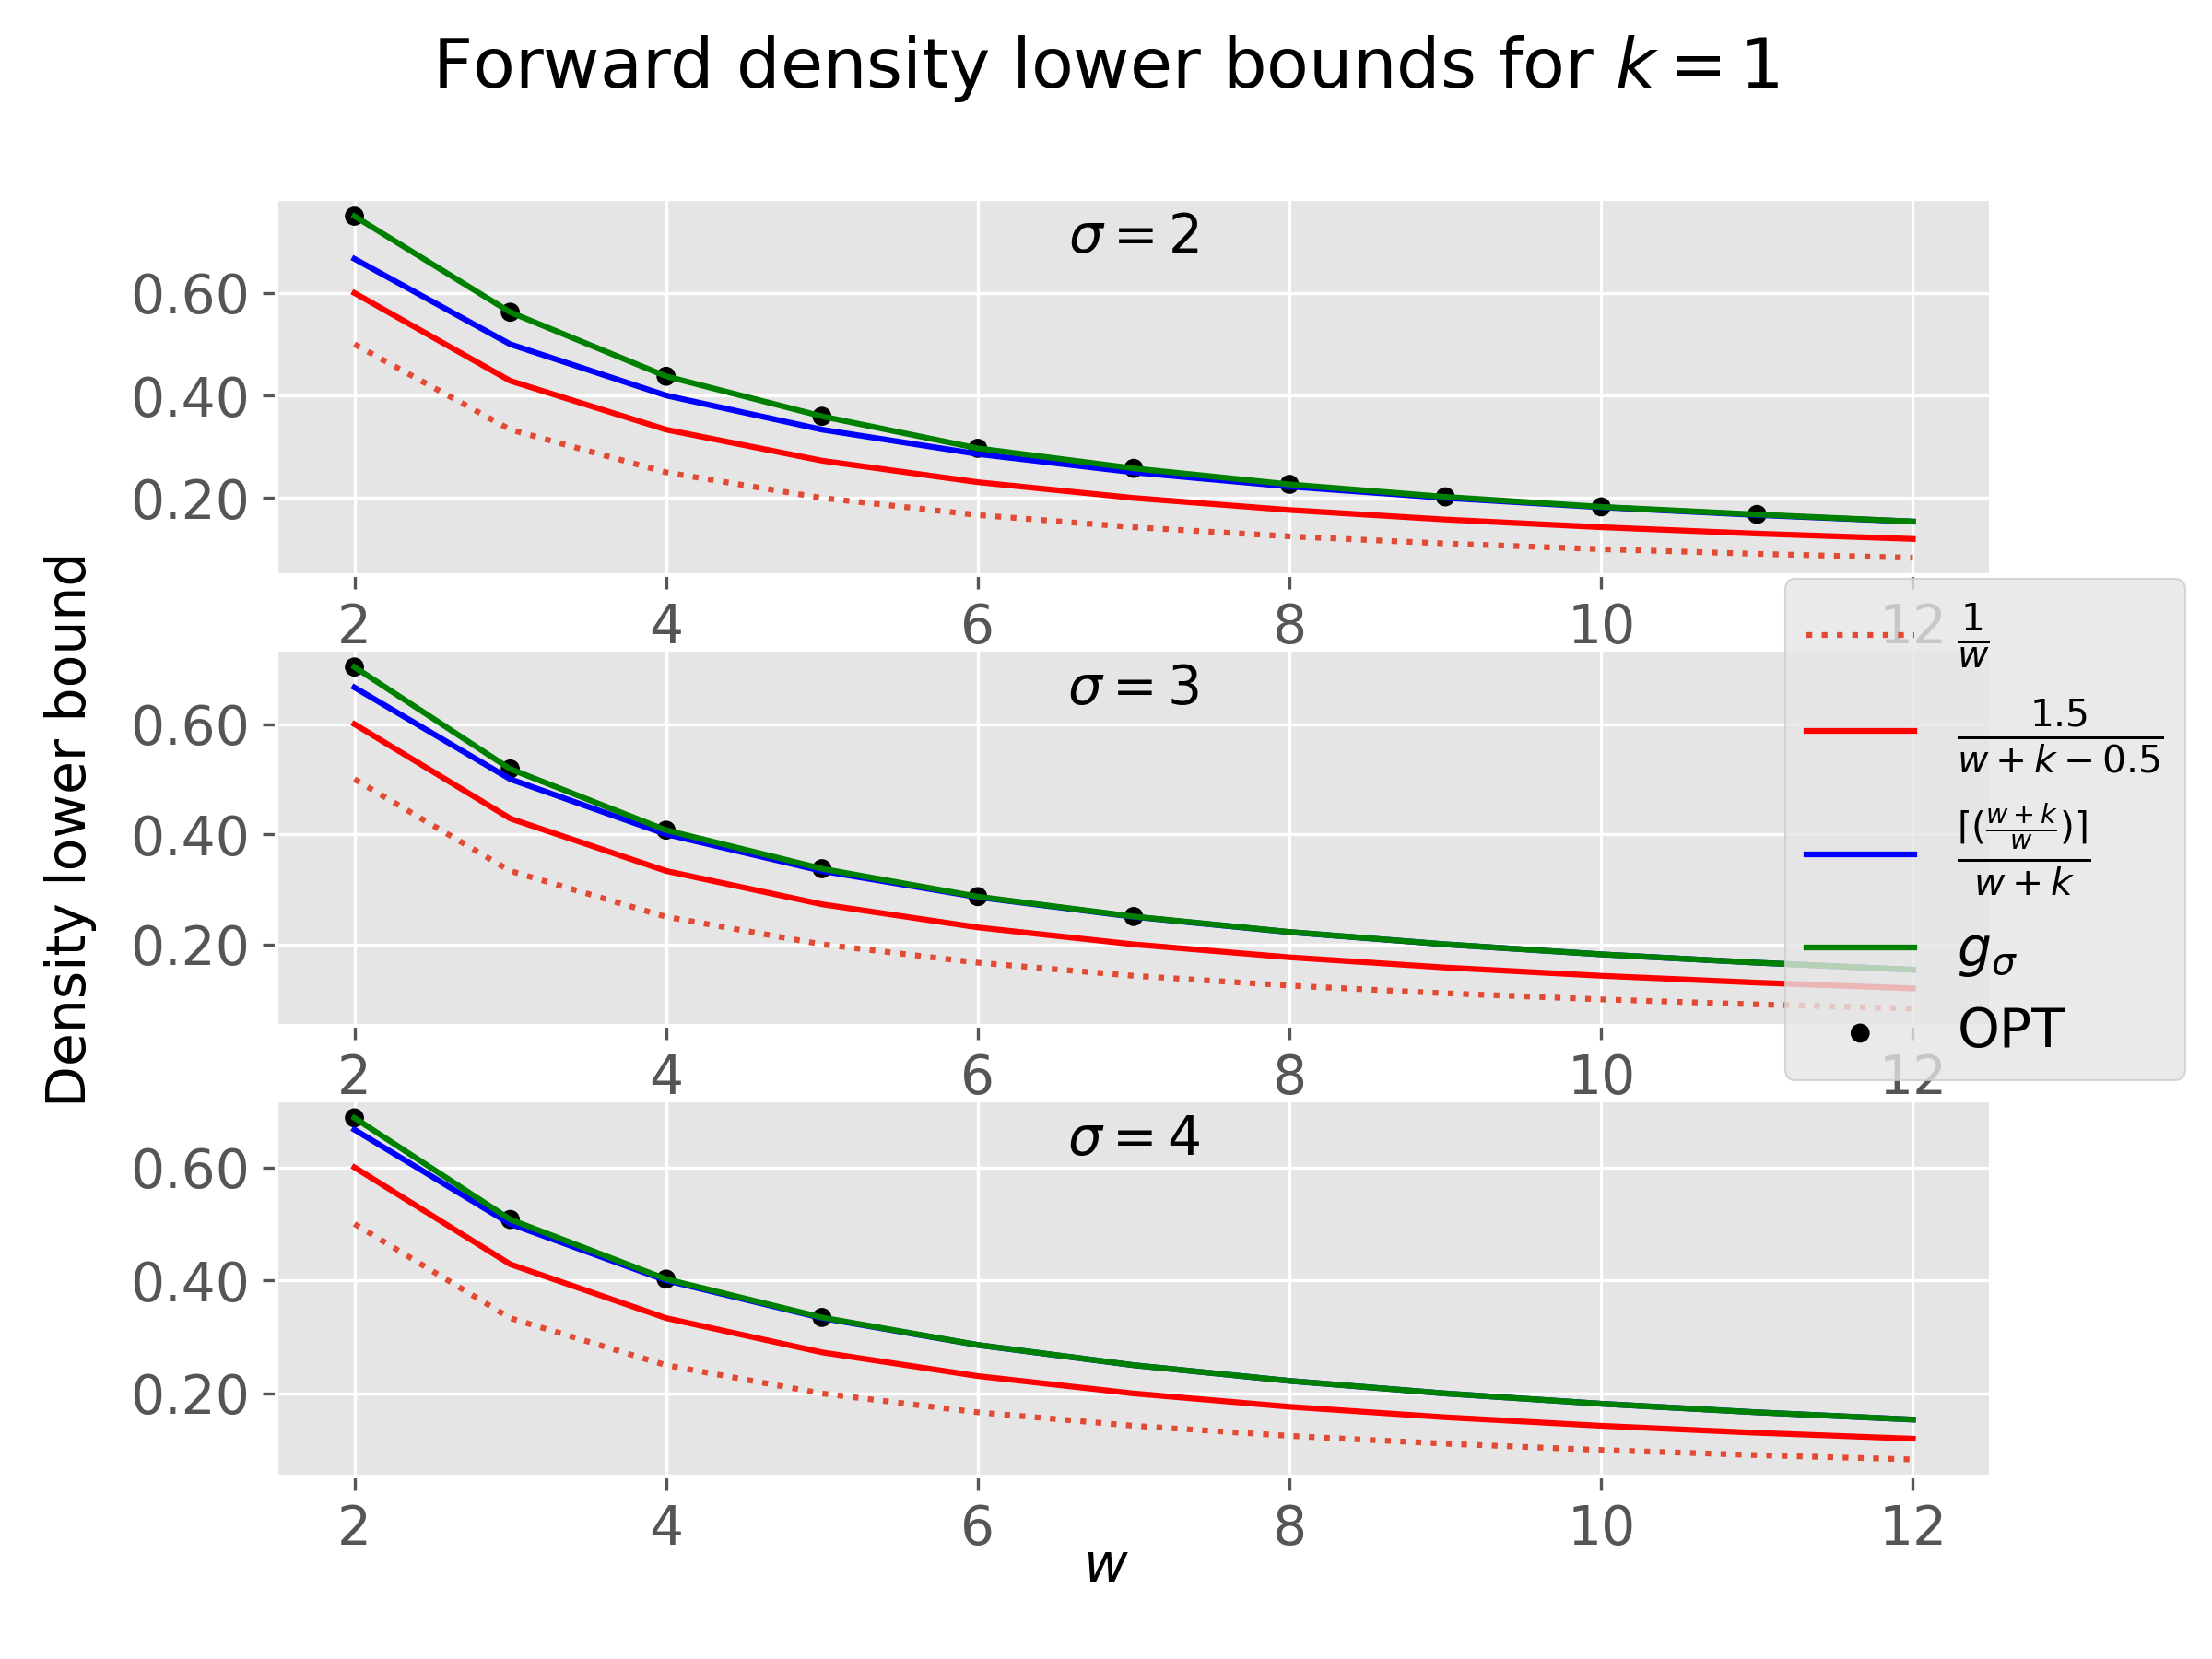 Forward density lower bounds for k = 1
Density lower bound
σ = 2
0.60
0.40
0.20
2 4 6 8 10 12
σ = 3
0.60
0.40
0.20
2 4 6 8 10 12
σ = 4
0.60
0.40
0.20
2 4 6 8 10 12
w
1
w
1.5
w + k − 0.5
⌈(w + k
w)⌉
w + k
gσ
OPT